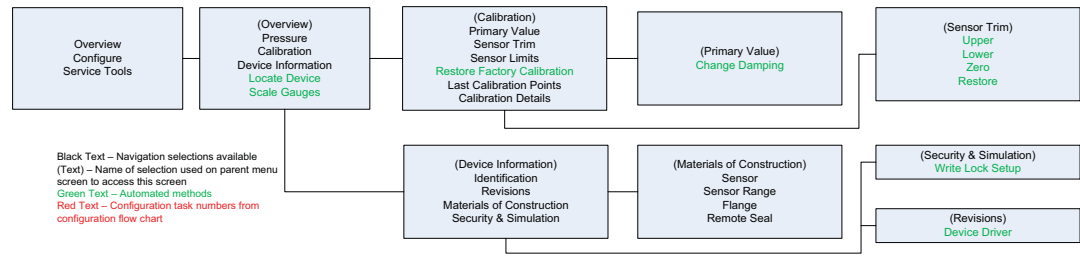 Overview
Configure
Service Tools
(Overview)
Pressure
Calibration
Device Information
Locate Device
Scale Gauges
(Calibration)
Primary Value
Sensor Trim
Sensor Limits
Restore Factory Calibration
Last Calibration Points
Calibration Details
(Primary Value)
Change Damping
(Sensor Trim)
Upper
Lower
Zero
Restore
Black Text – Navigation selections available
(Text) – Name of selection used on parent menu
screen to access this screen
Green Text – Automated methods
Red Text – Configuration task numbers from
configuration flow chart
(Device Information)
Identification
Revisions
Materials of Construction
Security & Simulation
(Materials of Construction)
Sensor
Sensor Range
Flange
Remote Seal
(Security & Simulation)
Write Lock Setup
(Revisions)
Device Driver